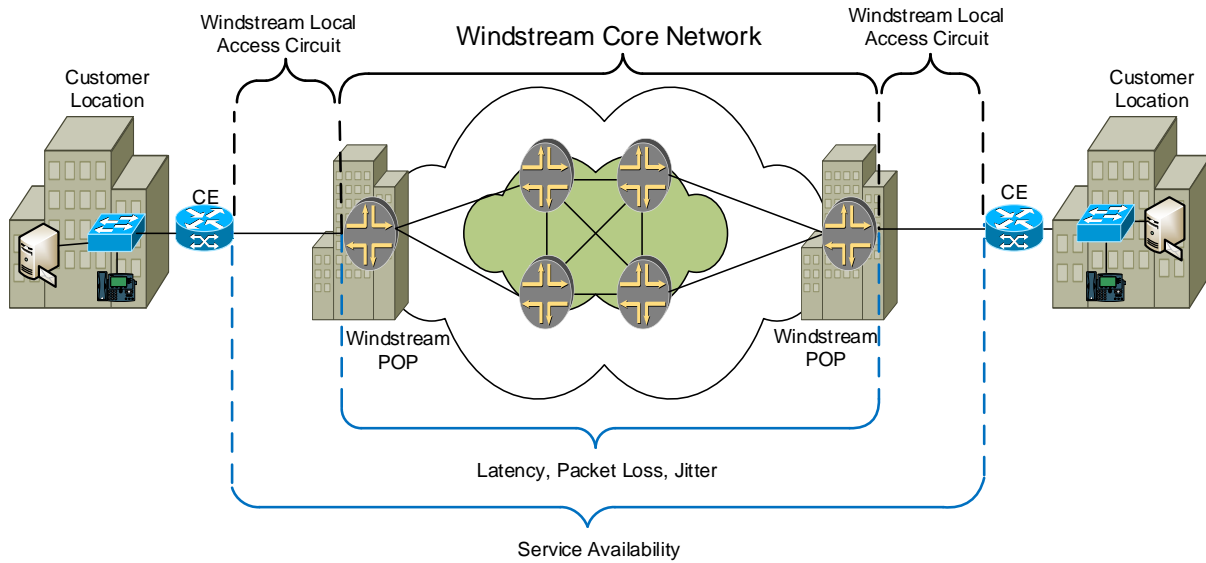 Windstream Local
Access Circuit
Windstream Core Network
Windstream Local
Access Circuit
Customer
Location
Customer
Location
CE
CE
Windstream
POP
Windstream
POP
Latency, Packet Loss, Jitter
Service Availability